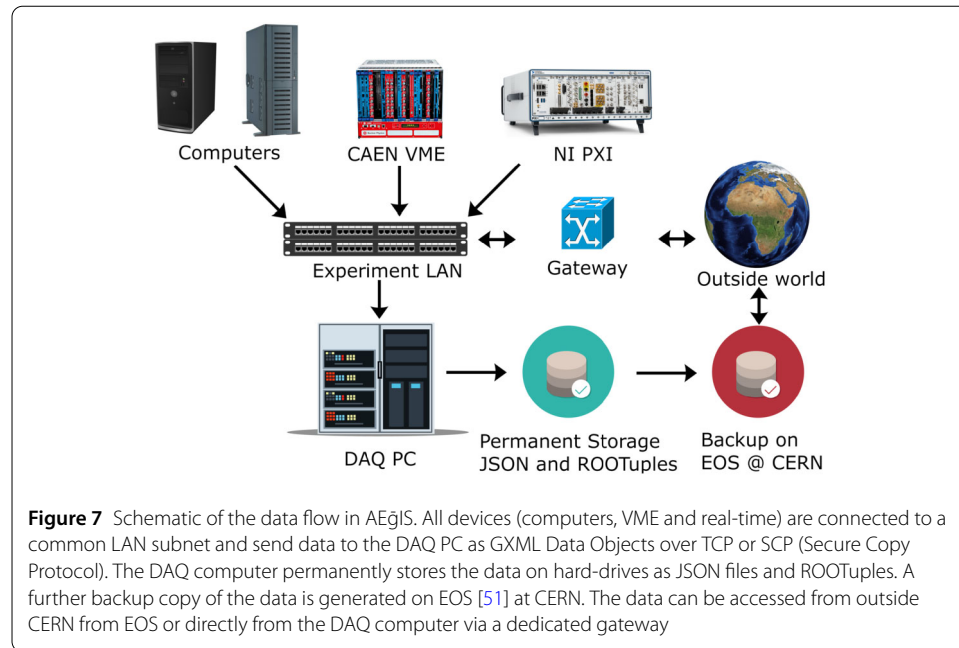 Computers
CAEN VME
NI PXI
Experiment LAN
Gateway
Outside world
DAQ PC
Permanent Storage
JSON and ROOTuples
Backup on
EOS @ CERN
Figure 7 Schematic of the data flow in AEḡIS. All devices (computers, VME and real-time) are connected to a
common LAN subnet and send data to the DAQ PC as GXML Data Objects over TCP or SCP (Secure Copy
Protocol). The DAQ computer permanently stores the data on hard-drives as JSON files and ROOTuples. A
further backup copy of the data is generated on EOS [51] at CERN. The data can be accessed from outside
CERN from EOS or directly from the DAQ computer via a dedicated gateway